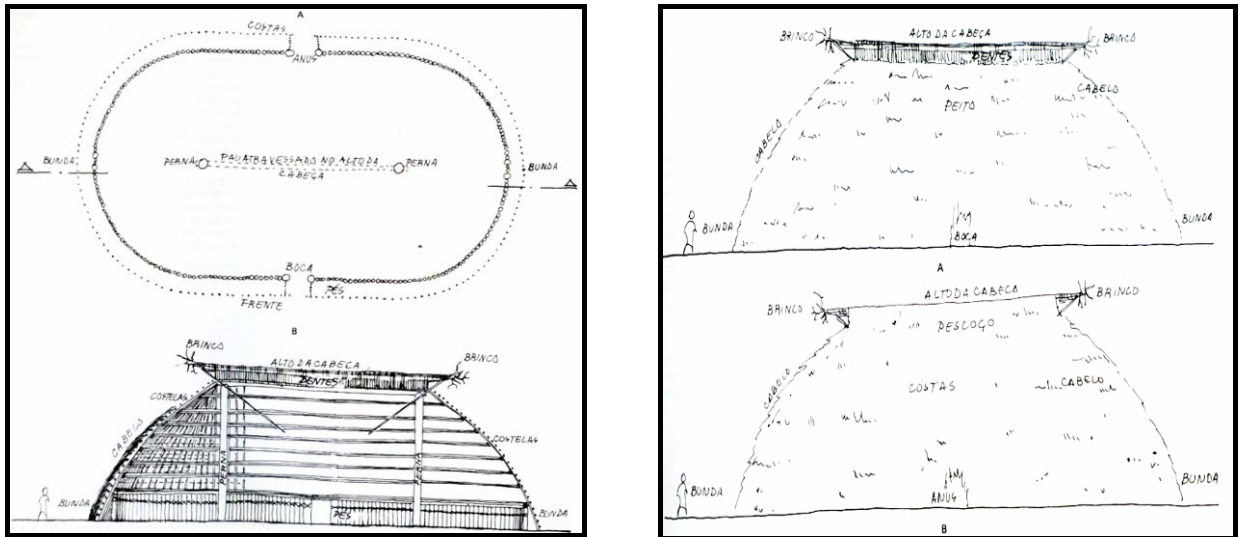 A
COSTAS
ANUS
BUNDA
BUNDA
PERNA
PAU ATRAVESSADO NO ALTO DA
CABEÇA
PERNA
BOCA
PÉS
FRENTE
B
BRINCO
ALTO DA CABEÇA
BRINCO
DENTES
COSTELAS
CABELO
COSTELAS
PERNA
PERNA
BUNDA
PÉS
BUNDA
BRINCO
ALTO DA CABEÇA
BRINCO
DENTES
PEITO
CABELO
CABELO
BUNDA
BOCA
BUNDA
A
BRINCO
ALTO DA CABECA
BRINCO
PESCOÇO
CABELO
COSTAS
CABELO
BUNDA
ANUS
BUNDA
B